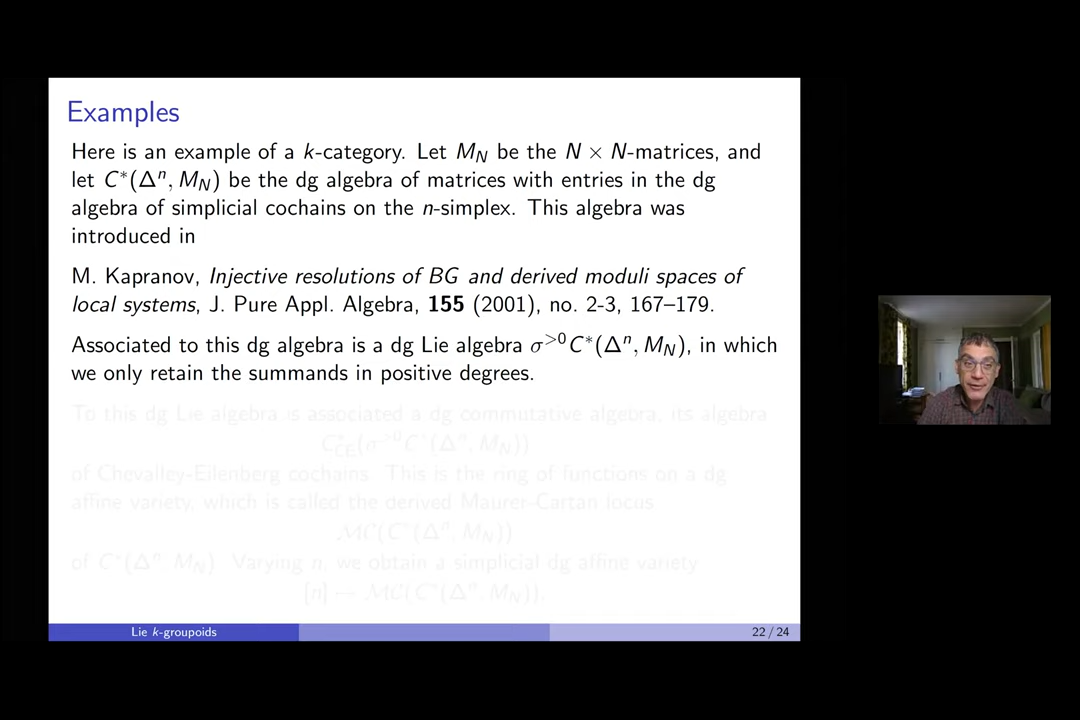 Examples
Here is an example of a k-category. Let M_N be the N × N-matrices, and
let C*(Δⁿ, M_N) be the dg algebra of matrices with entries in the dg
algebra of simplicial cochains on the n-simplex. This algebra was
introduced in
M. Kapranov, Injective resolutions of BG and derived moduli spaces of
local systems, J. Pure Appl. Algebra, 155 (2001), no. 2-3, 167–179.
Associated to this dg algebra is a dg Lie algebra σ^{>0}C*(Δⁿ, M_N), in which
we only retain the summands in positive degrees.
To this dg Lie algebra is associated a dg commutative algebra, its algebra
C*_{CE}(σ^{>0}C*(Δⁿ, M_N))
of Chevalley-Eilenberg cochains. This is the ring of functions on a dg
affine variety, which is called the derived Maurer-Cartan locus
MC(C*(Δⁿ, M_N))
of C*(Δⁿ, M_N). Varying n, we obtain a simplicial dg affine variety
[n] ↦ MC(C*(Δⁿ, M_N)).
Lie k-groupoids
22 / 24